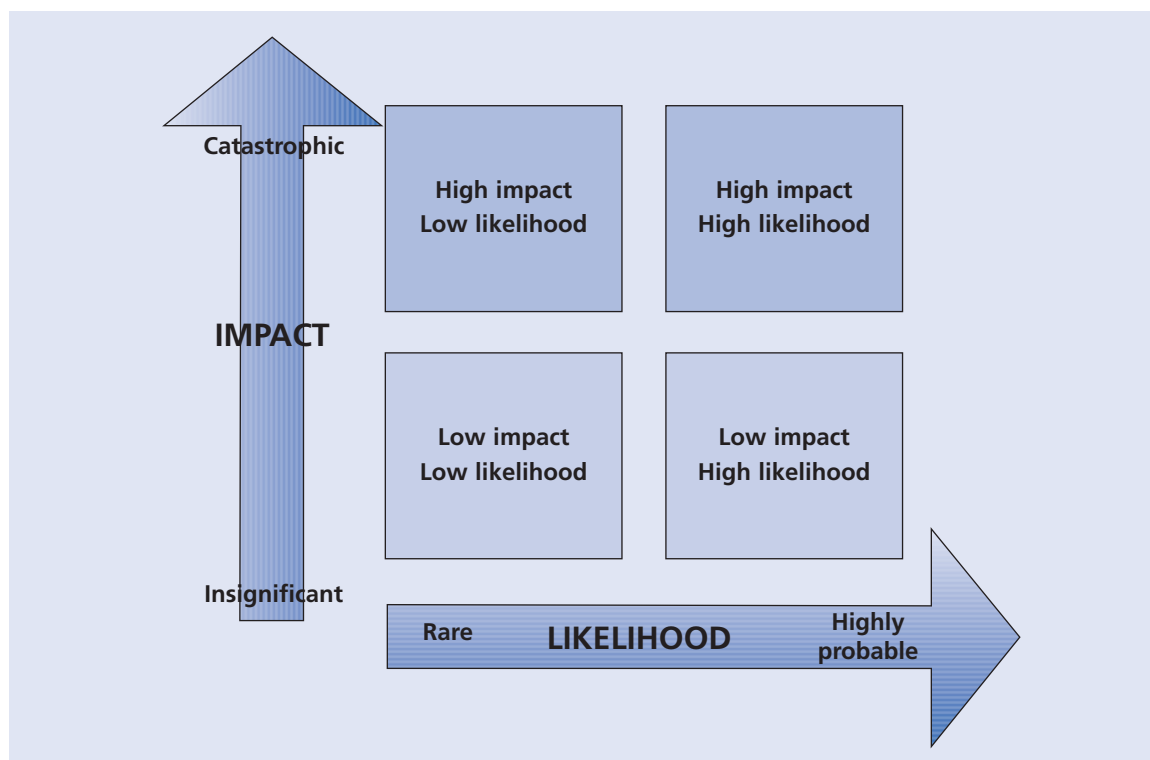 Catastrophic
High impact
Low likelihood
High impact
High likelihood
IMPACT
Low impact
Low likelihood
Low impact
High likelihood
Insignificant
Rare
LIKELIHOOD
Highly
probable